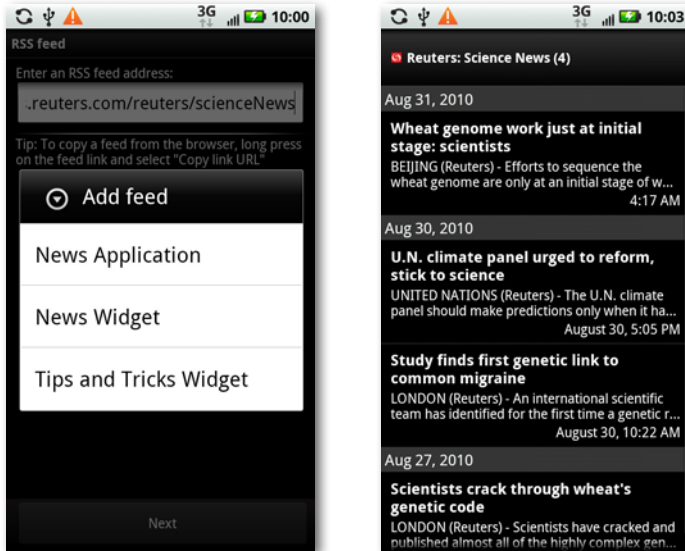 3G 10:00
RSS feed
Enter an RSS feed address:
.reuters.com/reuters/scienceNews
Tip: To copy a feed from the browser, long press
on the feed link and select "Copy link URL"
Add feed
News Application
News Widget
Tips and Tricks Widget
Next
3G 10:03
Reuters: Science News (4)
Aug 31, 2010
Wheat genome work just at initial
stage: scientists
BEIJING (Reuters) - Efforts to sequence the
wheat genome are only at an initial stage of w...
4:17 AM
Aug 30, 2010
U.N. climate panel urged to reform,
stick to science
UNITED NATIONS (Reuters) - The U.N. climate
panel should make predictions only when it ha...
August 30, 5:05 PM
Study finds first genetic link to
common migraine
LONDON (Reuters) - An international scientific
team has identified for the first time a genetic r...
August 30, 10:22 AM
Aug 27, 2010
Scientists crack through wheat's
genetic code
LONDON (Reuters) - Scientists have cracked and
published almost all of the highly complex gen...